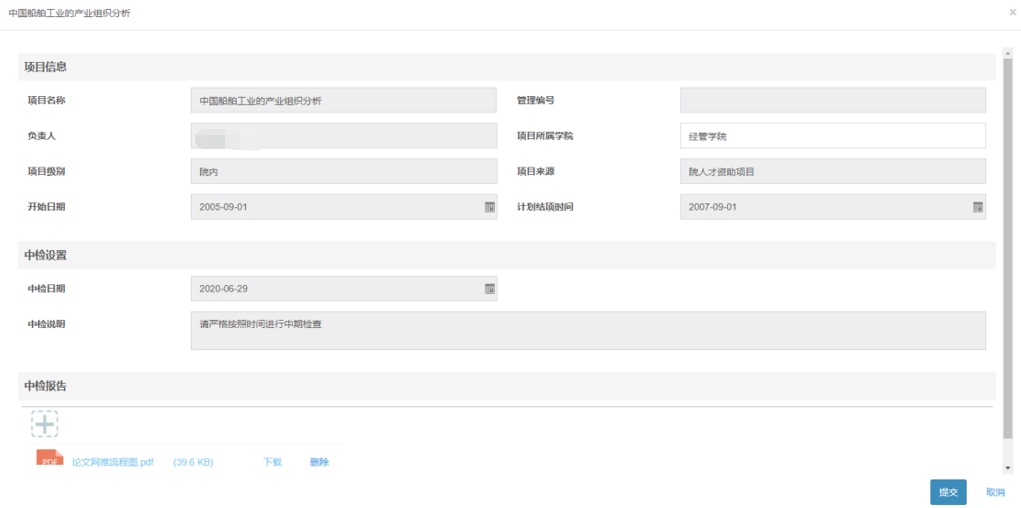 中国船舶工业的产业组织分析 ×
项目信息
项目名称 中国船舶工业的产业组织分析 管理编号
负责人 项目所属学院 经管学院
项目级别 院内 项目来源 院人才资助项目
开始日期 2005-09-01 计划结项时间 2007-09-01
中检设置
中检日期 2020-06-29
中检说明 请严格按照时间进行中期检查
中检报告
PDF 论文网推流程图.pdf (39.6 KB) 下载 删除
提交 取消